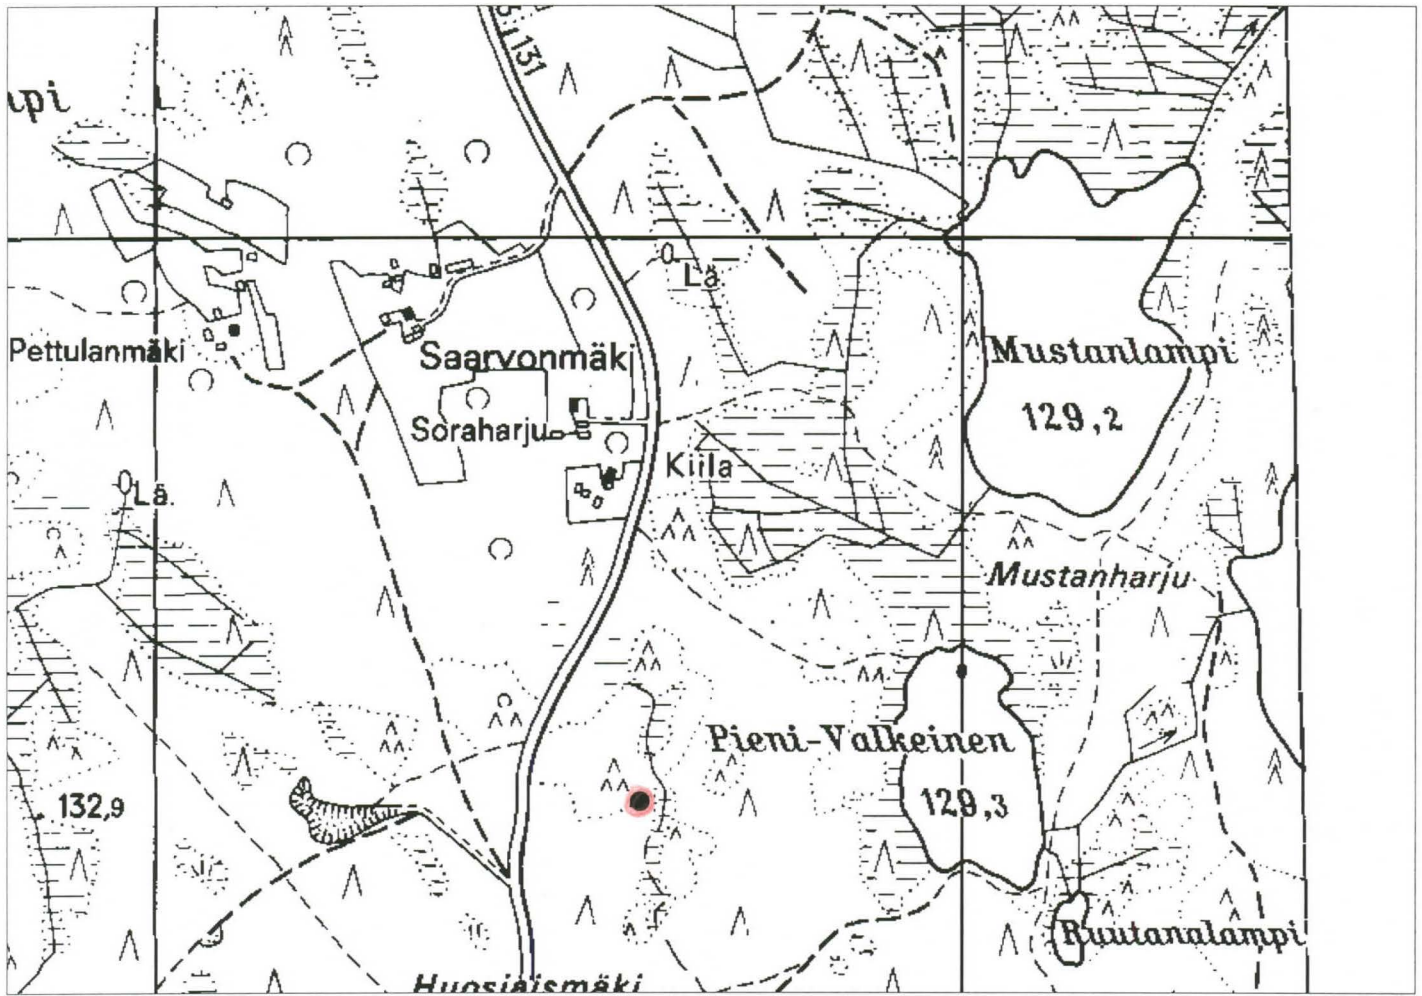 131
Lä
Pettulanmäki
Saarvonmäki
Mustanlampi
129,2
Soraharju
Kiila
Lä
Mustanharju
Pieni-Valkeinen
129,3
132,9
Ruutanalampi
Huosiaismäki